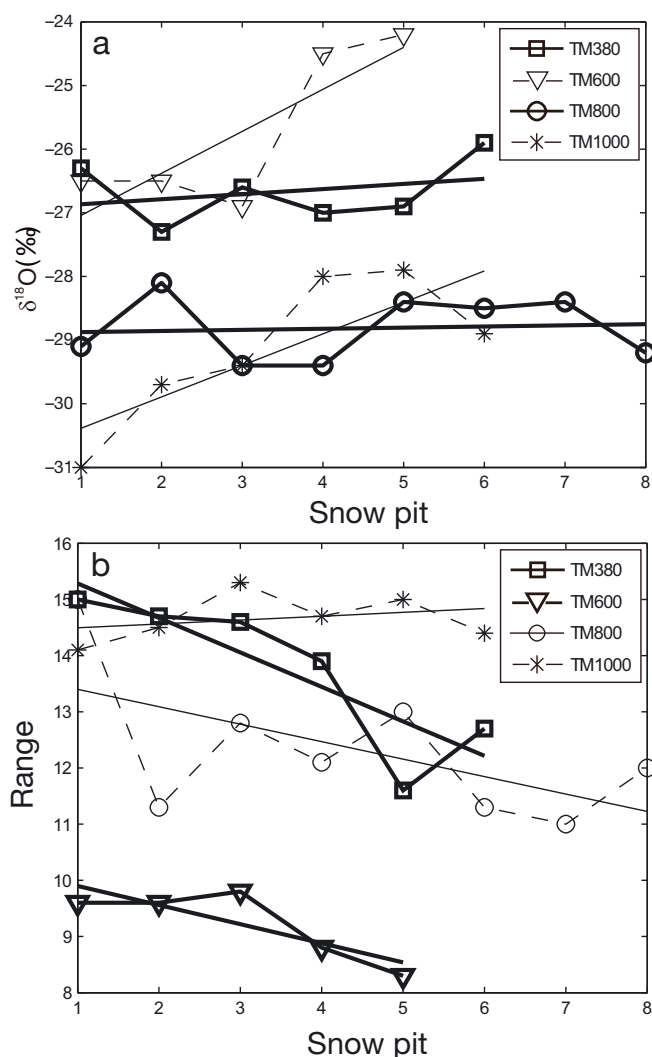 a
−24
−25
−26
−27
−28
−29
−30
−31
δ18O(‰)
1 2 3 4 5 6 7 8
Snow pit
TM380
TM600
TM800
TM1000
b
16
15
14
13
12
11
10
9
8
Range
1 2 3 4 5 6 7 8
Snow pit
TM380
TM600
TM800
TM1000